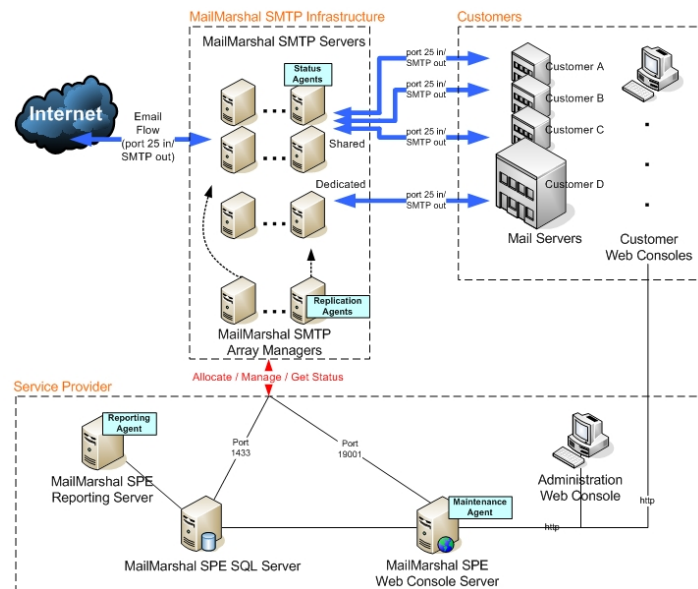 MailMarshal SMTP Infrastructure
MailMarshal SMTP Servers
Status
Agents
Internet
Email
Flow
(port 25 in/
SMTP out)
Shared
Dedicated
Replication
Agents
MailMarshal SMTP
Array Managers
Customers
port 25 in/
SMTP out
port 25 in/
SMTP out
port 25 in/
SMTP out
port 25 in/
SMTP out
Customer A
Customer B
Customer C
Customer D
Mail Servers
Customer
Web Consoles
Allocate / Manage / Get Status
Service Provider
Reporting
Agent
MailMarshal SPE
Reporting Server
Port
1433
Port
19001
MailMarshal SPE SQL Server
Maintenance
Agent
MailMarshal SPE
Web Console Server
Administration
Web Console
http
http